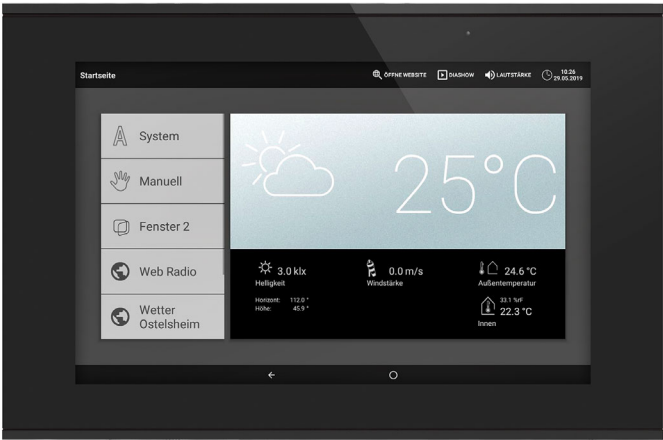 Startseite
ÖFFNE WEBSITE
DIASHOW
LAUTSTÄRKE
10:26
29.05.2019
System
Manuell
Fenster 2
Web Radio
Wetter
Ostelsheim
25°C
3.0 klx
Helligkeit
Horizont: 112.0 °
Höhe: 45.9 °
0.0 m/s
Windstärke
24.6 °C
Außentemperatur
33.1 %rF
22.3 °C
Innen